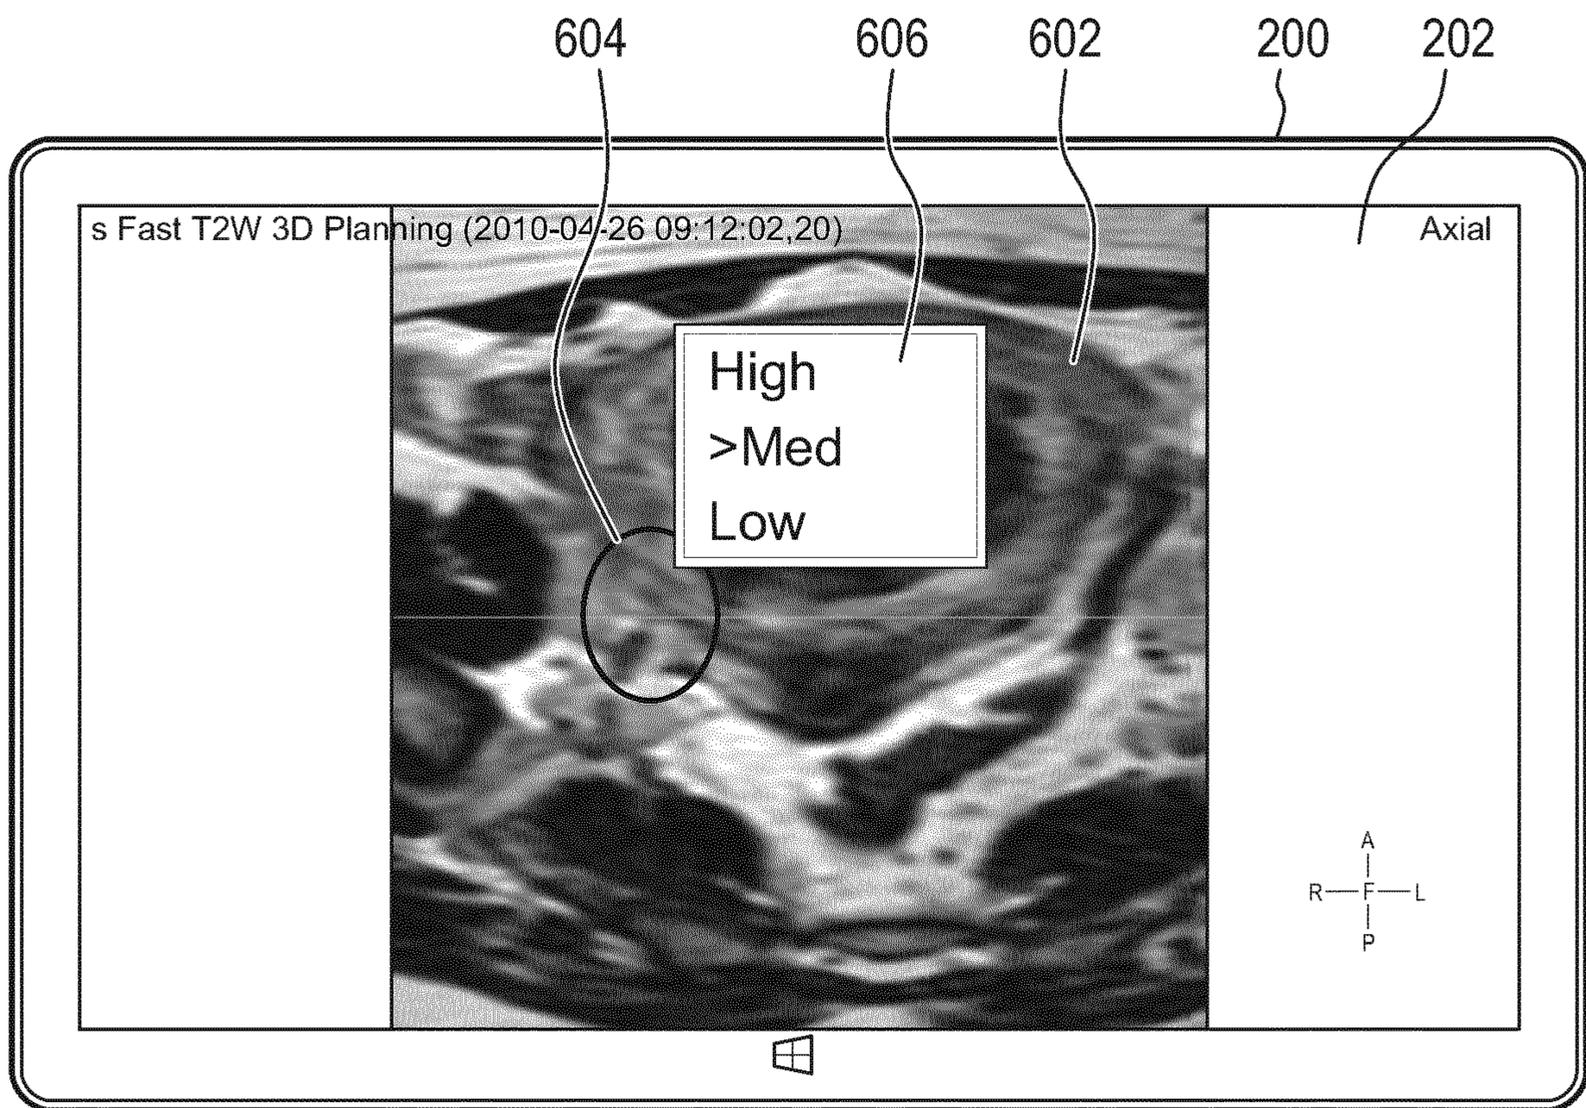 604 606 602 200 202
s Fast T2W 3D Planning (2010-04-26 09:12:02,20) Axial
High
>Med
Low
A
R F L
P